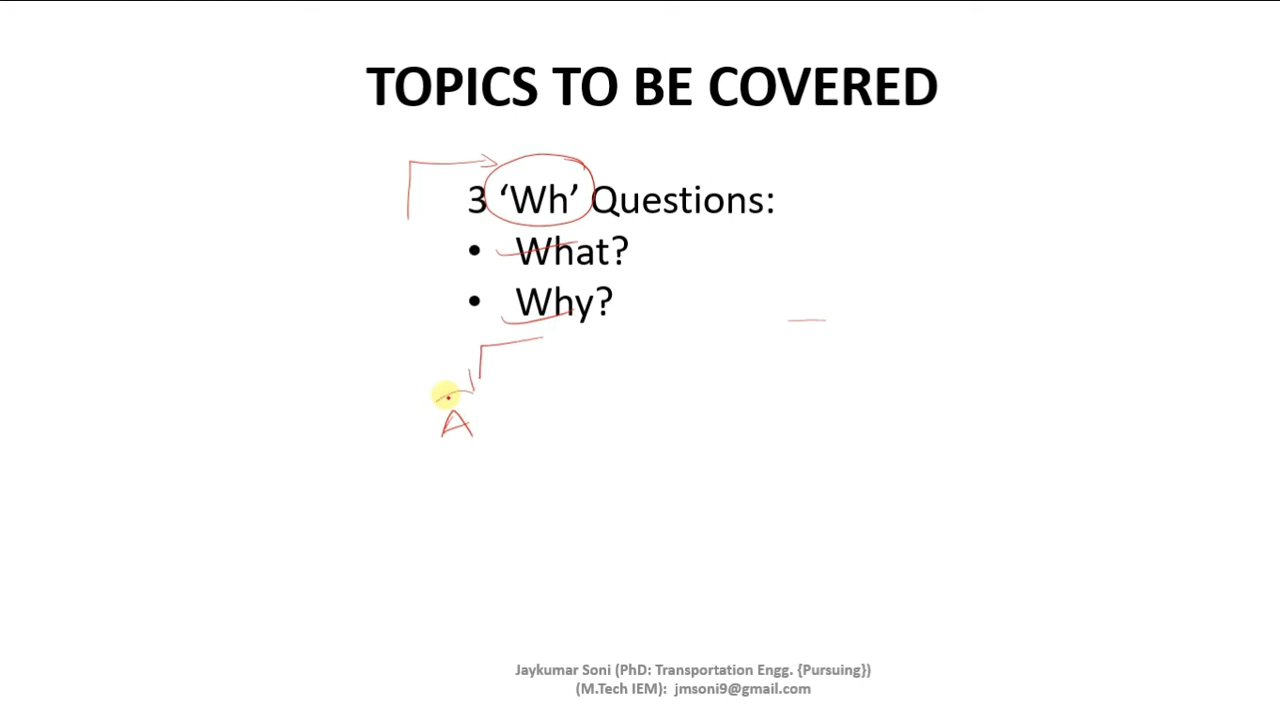 TOPICS TO BE COVERED
3 ‘Wh’ Questions:
• What?
• Why?
A
Jaykumar Soni (PhD: Transportation Engg. {Pursuing})
(M.Tech IEM): jmsoni9@gmail.com